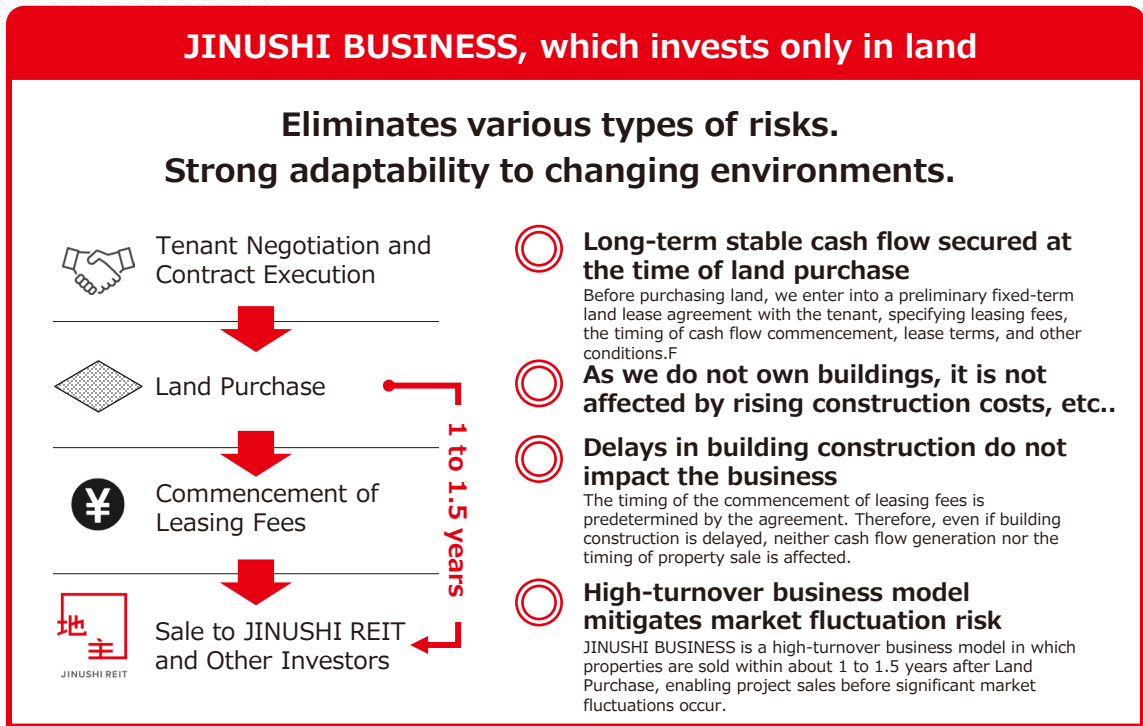 JINUSHI BUSINESS, which invests only in land
Eliminates various types of risks.
Strong adaptability to changing environments.
Tenant Negotiation and
Contract Execution
Land Purchase
1 to 1.5 years
¥
Commencement of
Leasing Fees
地主
JINUSHI REIT
Sale to JINUSHI REIT
and Other Investors
Long-term stable cash flow secured at
the time of land purchase
Before purchasing land, we enter into a preliminary fixed-term
land lease agreement with the tenant, specifying leasing fees,
the timing of cash flow commencement, lease terms, and other
conditions.F
As we do not own buildings, it is not
affected by rising construction costs, etc..
Delays in building construction do not
impact the business
The timing of the commencement of leasing fees is
predetermined by the agreement. Therefore, even if building
construction is delayed, neither cash flow generation nor the
timing of property sale is affected.
High-turnover business model
mitigates market fluctuation risk
JINUSHI BUSINESS is a high-turnover business model in which
properties are sold within about 1 to 1.5 years after Land
Purchase, enabling project sales before significant market
fluctuations occur.